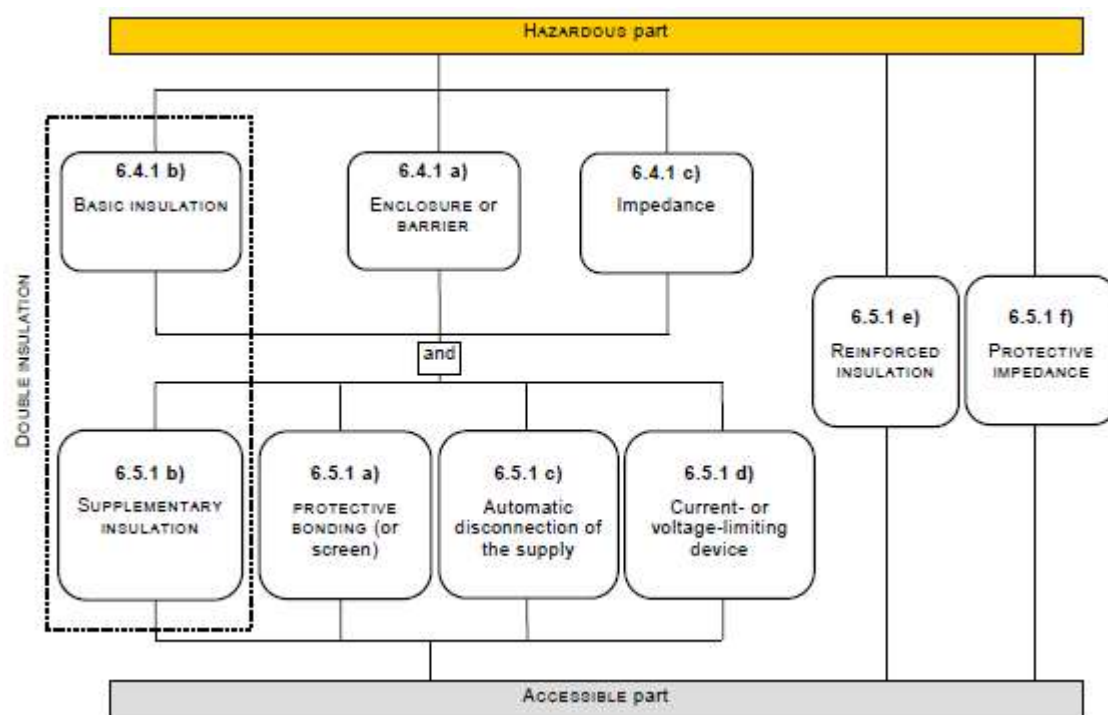 HAZARDOUS part
6.4.1 b)
BASIC INSULATION
6.4.1 a)
ENCLOSURE or
BARRIER
6.4.1 c)
Impedance
6.5.1 e)
REINFORCED
INSULATION
6.5.1 f)
PROTECTIVE
IMPEDANCE
DOUBLE INSULATION
and
6.5.1 b)
SUPPLEMENTARY
INSULATION
6.5.1 a)
PROTECTIVE
BONDING (or
screen)
6.5.1 c)
Automatic
disconnection of
the supply
6.5.1 d)
Current- or
voltage-limiting
device
ACCESSIBLE part